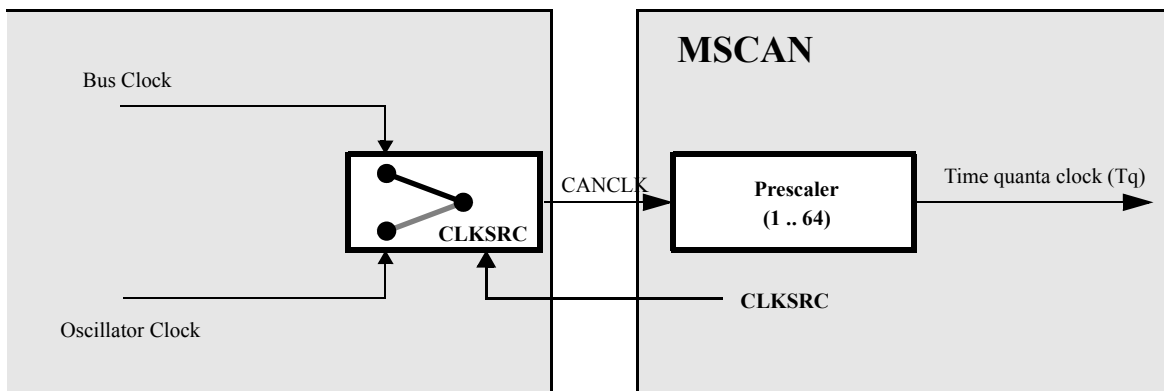 MSCAN
Bus Clock
CANCLK
Prescaler
(1 .. 64)
Time quanta clock (Tq)
CLKSRC
CLKSRC
Oscillator Clock